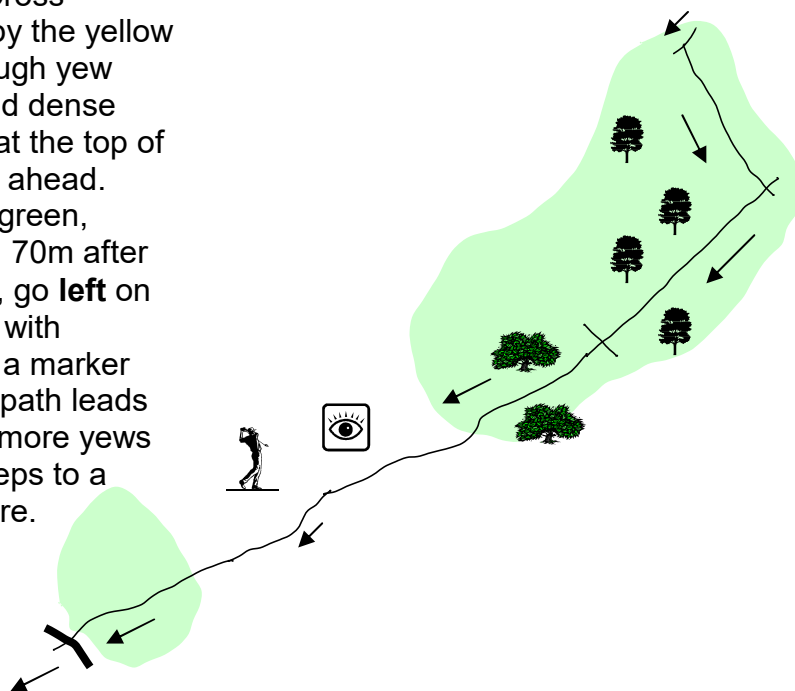 by the yellow
ugh yew
d dense
at the top of
ahead.
green,
70m after
, go left on
with
a marker
path leads
more yews
eps to a
re.